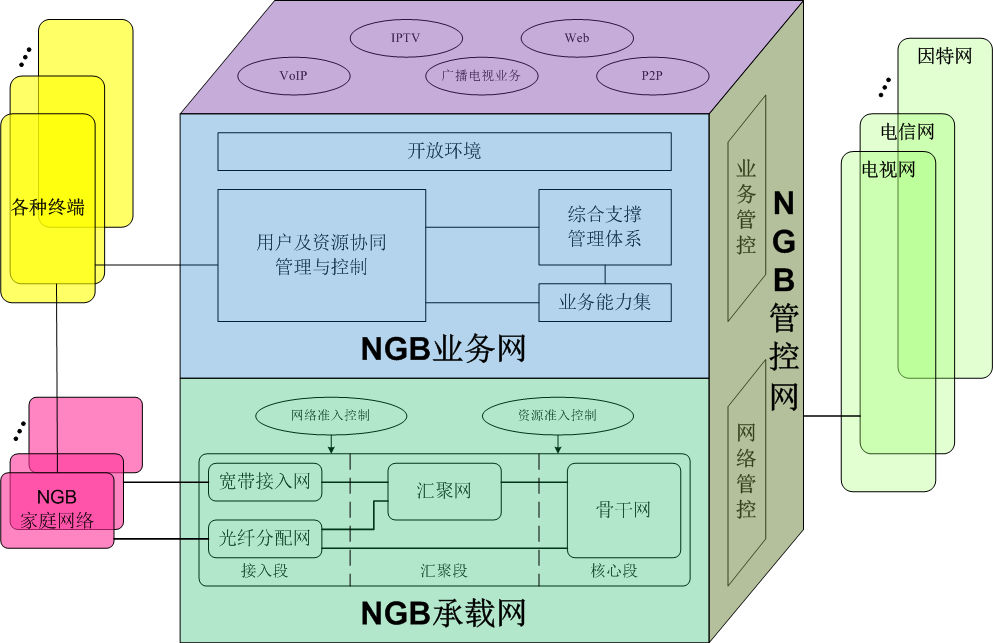 IPTV
Web
VoIP
广播电视业务
P2P
因特网
电信网
电视网
各种终端
开放环境
用户及资源协同
管理与控制
综合支撑
管理体系
业务能力集
NGB业务网
业务管控
NGB管控网
网络管控
网络准入控制
资源准入控制
宽带接入网
汇聚网
骨干网
光纤分配网
接入段
汇聚段
核心段
NGB承载网
NGB
家庭网络